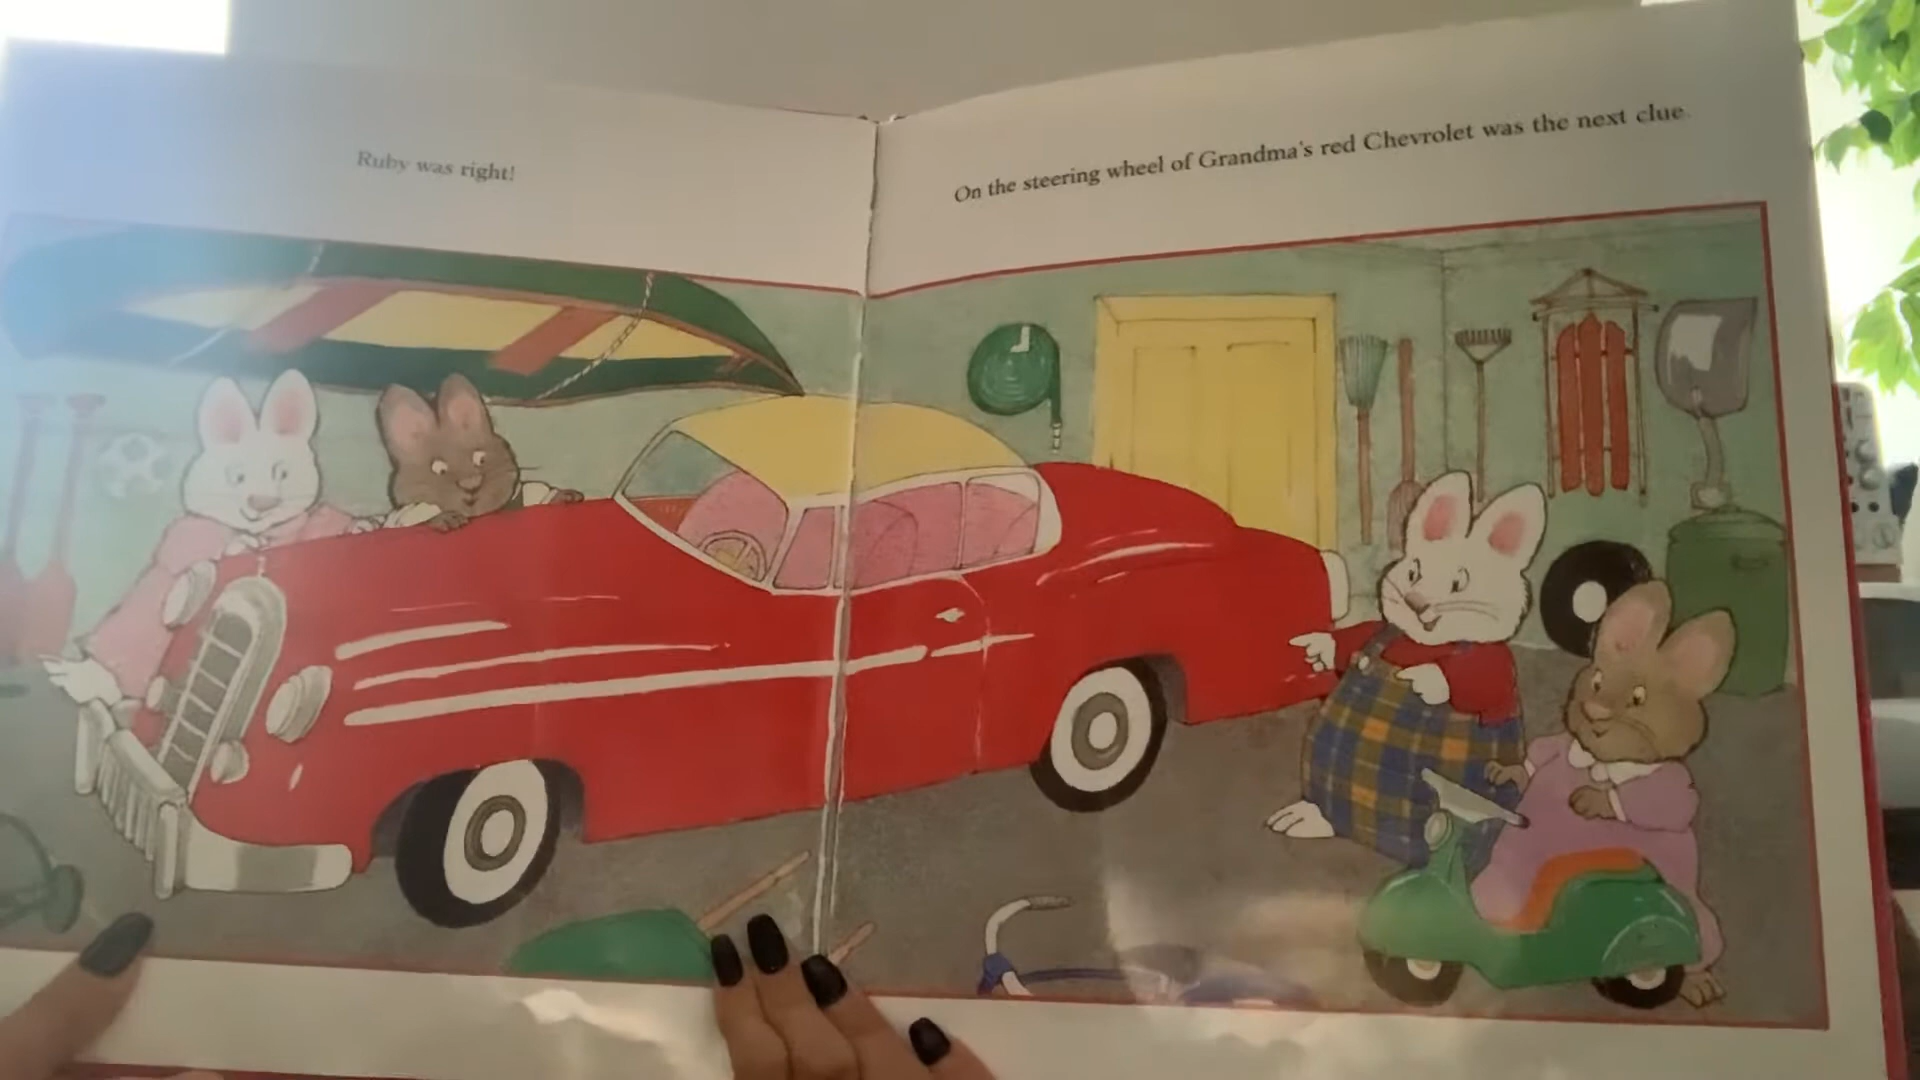 Ruby was right!
On the steering wheel of Grandma's red Chevrolet was the next clue.